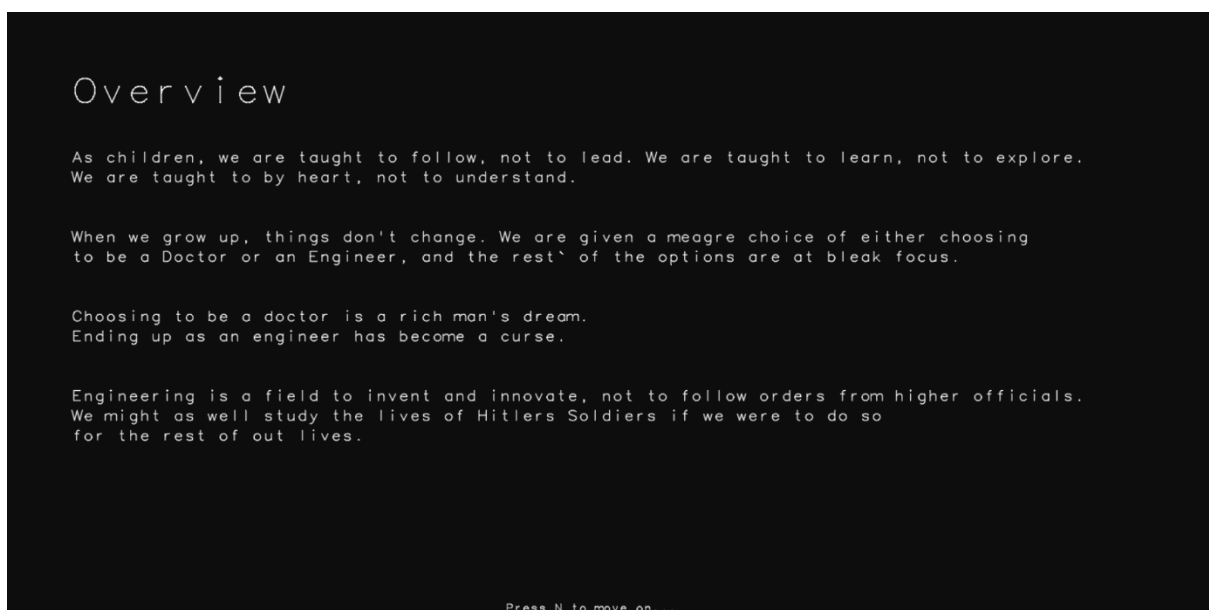 Overview
As children, we are taught to follow, not to lead. We are taught to learn, not to explore.
We are taught to by heart, not to understand.
When we grow up, things don't change. We are given a meagre choice of either choosing
to be a Doctor or an Engineer, and the rest` of the options are at bleak focus.
Choosing to be a doctor is a rich man's dream.
Ending up as an engineer has become a curse.
Engineering is a field to invent and innovate, not to follow orders from higher officials.
We might as well study the lives of Hitlers Soldiers if we were to do so
for the rest of out lives.
Press N to move on...